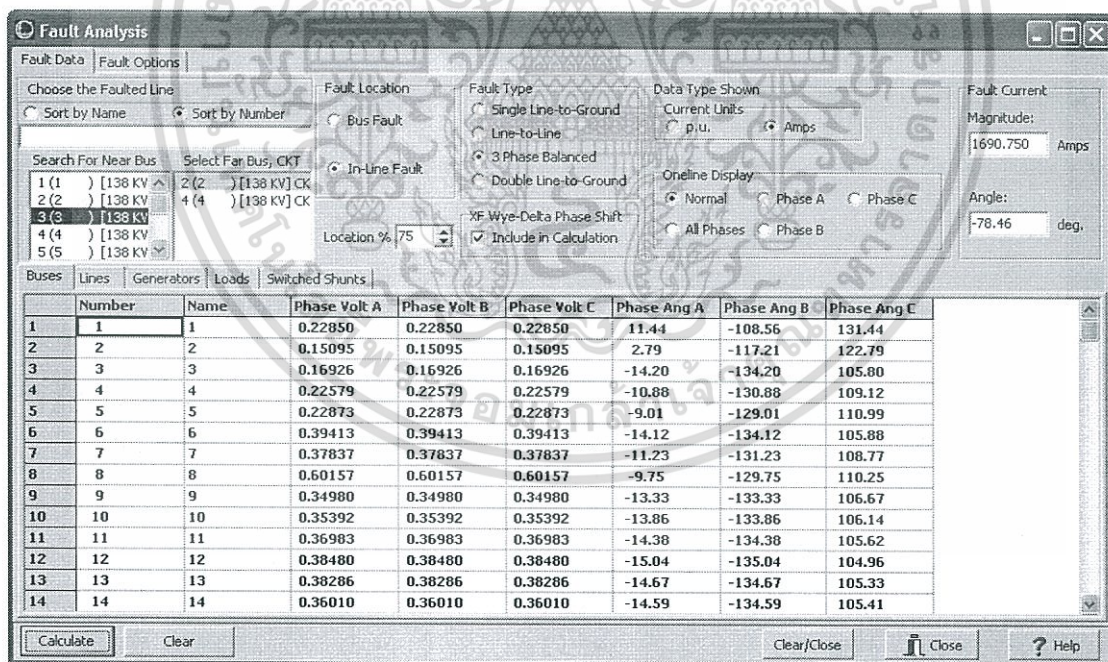 Fault Analysis
Fault Data Fault Options
Choose the Faulted Line
Sort by Name Sort by Number
Search For Near Bus Select Far Bus, CKT
1 (1 ) [138 KV 2 (2 ) [138 KV] CK
2 (2 ) [138 KV 4 (4 ) [138 KV] CK
3 (3 ) [138 KV
4 (4 ) [138 KV
5 (5 ) [138 KV
Fault Location
Bus Fault
In-Line Fault
Location % 75
Fault Type
Single Line-to-Ground
Line-to-Line
3 Phase Balanced
Double Line-to-Ground
XF Wye-Delta Phase Shift
Include in Calculation
Data Type Shown
Current Units
p.u. Amps
Oneline Display
Normal Phase A Phase C
All Phases Phase B
Fault Current
Magnitude:
1690.750 Amps
Angle:
-78.46 deg.
Buses Lines Generators Loads Switched Shunts
Number Name Phase Volt A Phase Volt B Phase Volt C Phase Ang A Phase Ang B Phase Ang C
1 1 1 0.22850 0.22850 0.22850 11.44 -108.56 131.44
2 2 2 0.15095 0.15095 0.15095 2.79 -117.21 122.79
3 3 3 0.16926 0.16926 0.16926 -14.20 -134.20 105.80
4 4 4 0.22579 0.22579 0.22579 -10.88 -130.88 109.12
5 5 5 0.22873 0.22873 0.22873 -9.01 -129.01 110.99
6 6 6 0.39413 0.39413 0.39413 -14.12 -134.12 105.88
7 7 7 0.37837 0.37837 0.37837 -11.23 -131.23 108.77
8 8 8 0.60157 0.60157 0.60157 -9.75 -129.75 110.25
9 9 9 0.34980 0.34980 0.34980 -13.33 -133.33 106.67
10 10 10 0.35392 0.35392 0.35392 -13.86 -133.86 106.14
11 11 11 0.36983 0.36983 0.36983 -14.38 -134.38 105.62
12 12 12 0.38480 0.38480 0.38480 -15.04 -135.04 104.96
13 13 13 0.38286 0.38286 0.38286 -14.67 -134.67 105.33
14 14 14 0.36010 0.36010 0.36010 -14.59 -134.59 105.41
Calculate Clear Clear/Close Close ? Help